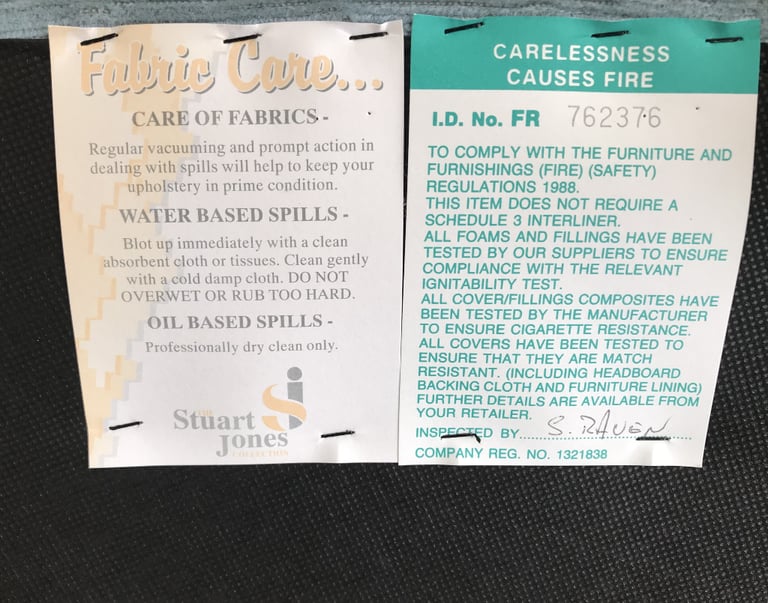 Fabric Care...
CARE OF FABRICS -
Regular vacuuming and prompt action in
dealing with spills will help to keep your
upholstery in prime condition.
WATER BASED SPILLS -
Blot up immediately with a clean
absorbent cloth or tissues. Clean gently
with a cold damp cloth. DO NOT
OVERWET OR RUB TOO HARD.
OIL BASED SPILLS -
Professionally dry clean only.
THE
Stuart
Jones
COLLECTION
CARELESSNESS
CAUSES FIRE
I.D. No. FR 762376
TO COMPLY WITH THE FURNITURE AND
FURNISHINGS (FIRE) (SAFETY)
REGULATIONS 1988.
THIS ITEM DOES NOT REQUIRE A
SCHEDULE 3 INTERLINER.
ALL FOAMS AND FILLINGS HAVE BEEN
TESTED BY OUR SUPPLIERS TO ENSURE
COMPLIANCE WITH THE RELEVANT
IGNITABILITY TEST.
ALL COVER/FILLINGS COMPOSITES HAVE
BEEN TESTED BY THE MANUFACTURER
TO ENSURE CIGARETTE RESISTANCE.
ALL COVERS HAVE BEEN TESTED TO
ENSURE THAT THEY ARE MATCH
RESISTANT. (INCLUDING HEADBOARD
BACKING CLOTH AND FURNITURE LINING)
FURTHER DETAILS ARE AVAILABLE FROM
YOUR RETAILER.
INSPECTED BY S. RAVEN
COMPANY REG. NO. 1321838